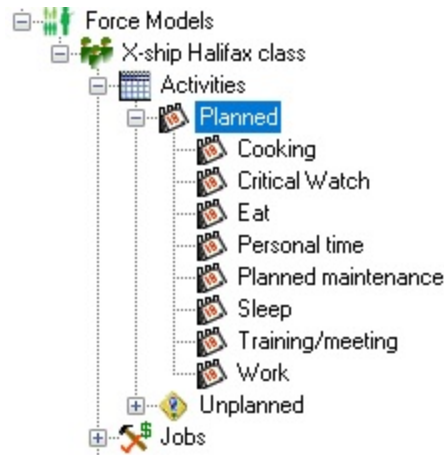 Force Models
X-ship Halifax class
Activities
Planned
Cooking
Critical Watch
Eat
Personal time
Planned maintenance
Sleep
Training/meeting
Work
Unplanned
Jobs